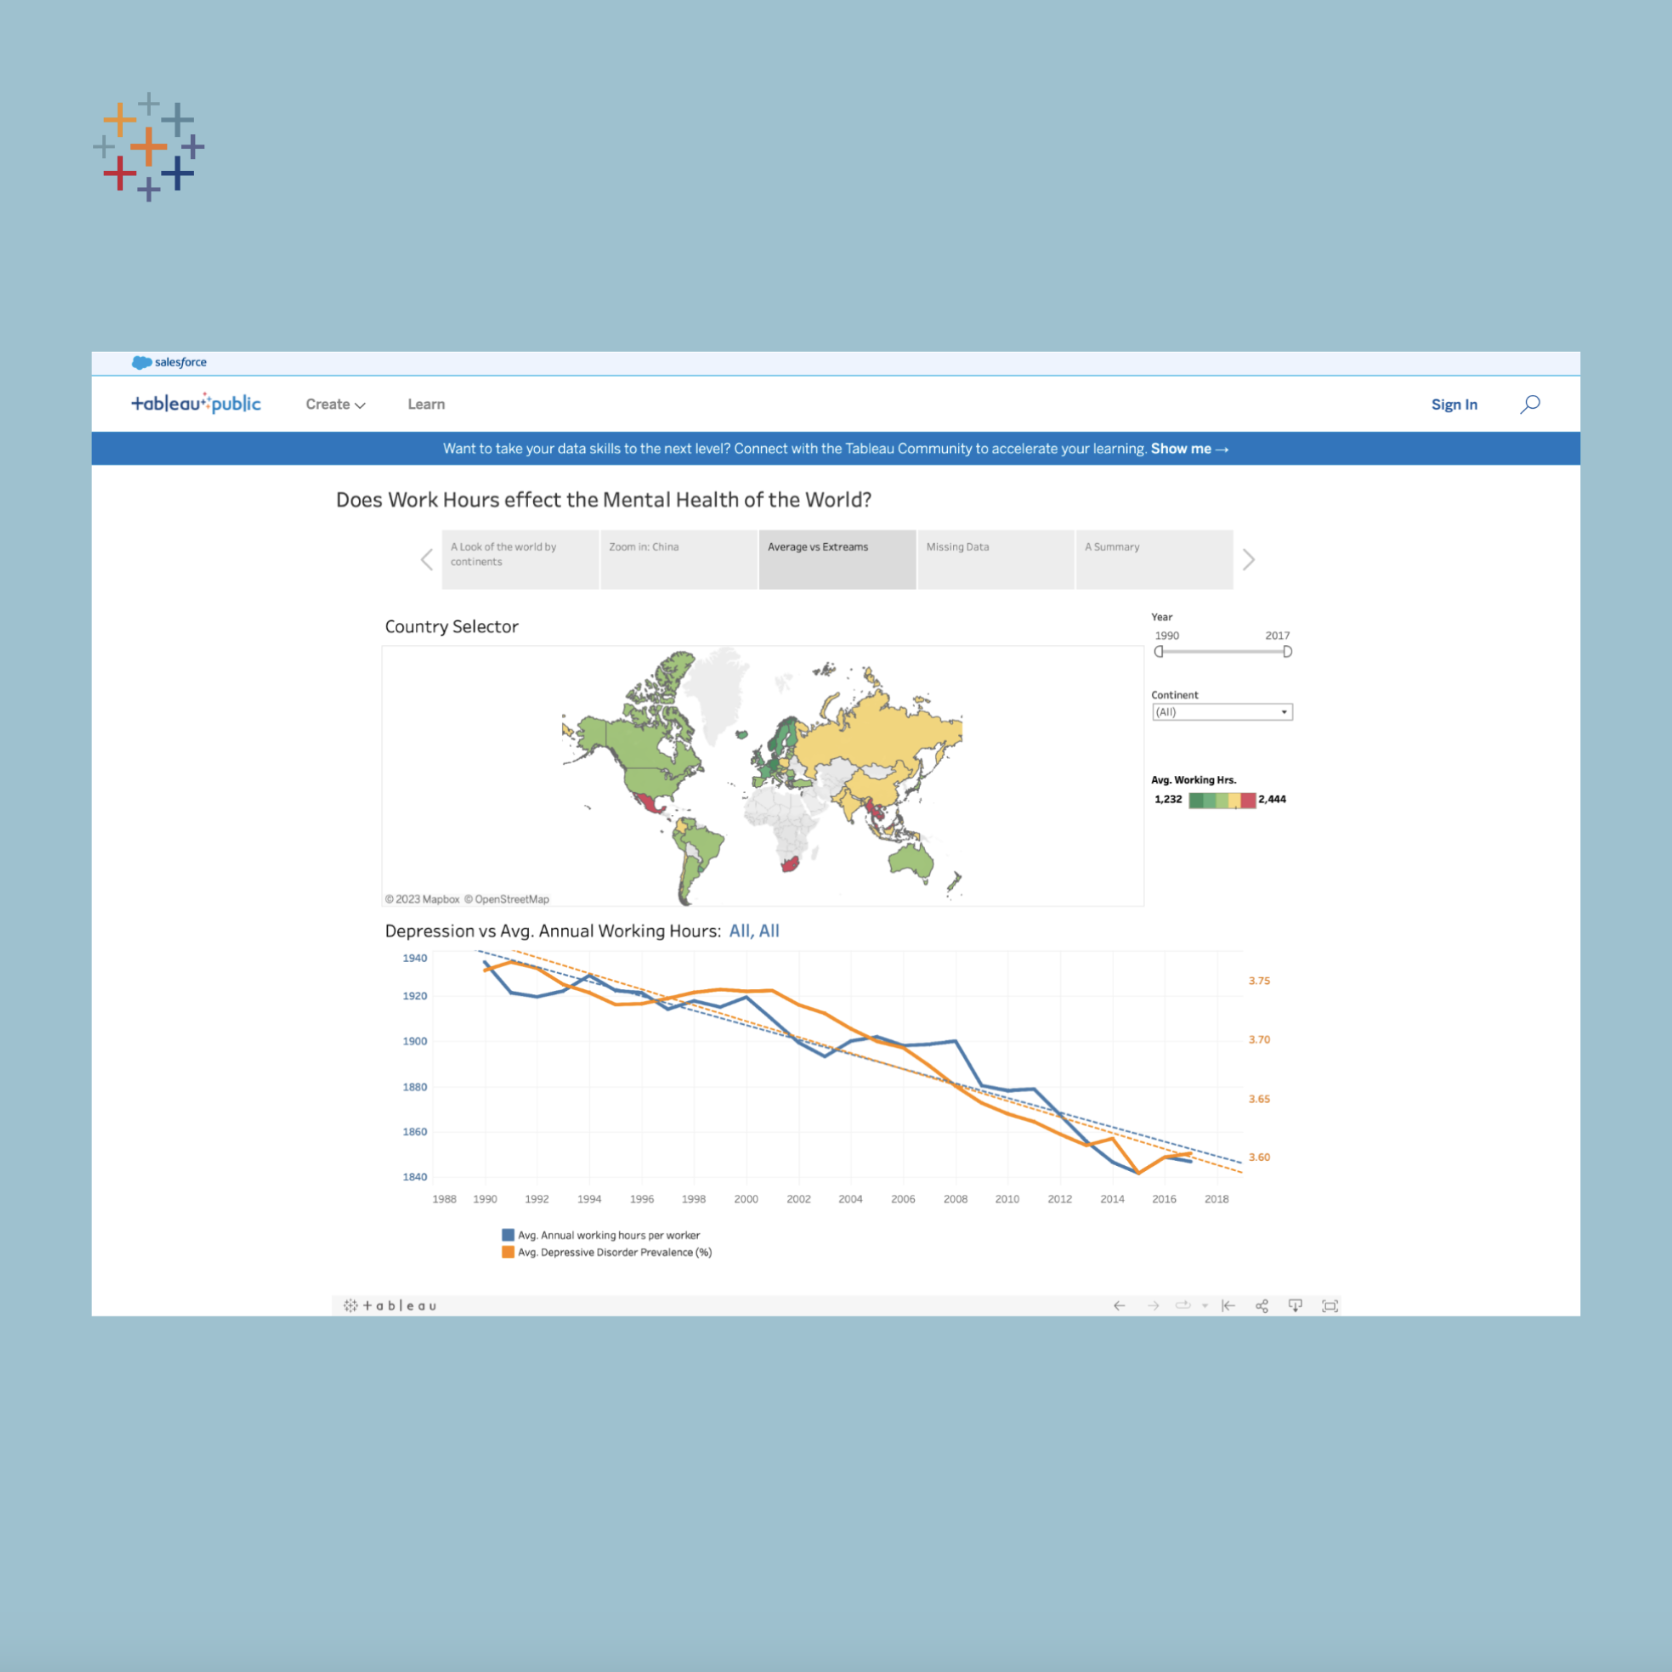 salesforce
+ableau public
Create
Learn
Sign In
Want to take your data skills to the next level? Connect with the Tableau Community to accelerate your learning. Show me →
Does Work Hours effect the Mental Health of the World?
A Look of the world by
continents
Zoom in: China
Average vs Extreams
Missing Data
A Summary
Country Selector
Year
1990 2017
Continent
(All)
Avg. Working Hrs.
1,232 2,444
© 2023 Mapbox © OpenStreetMap
Depression vs Avg. Annual Working Hours: All, All
1940
1920
1900
1880
1860
1840
3.75
3.70
3.65
3.60
1988 1990 1992 1994 1996 1998 2000 2002 2004 2006 2008 2010 2012 2014 2016 2018
Avg. Annual working hours per worker
Avg. Depressive Disorder Prevalence (%)
+ableau